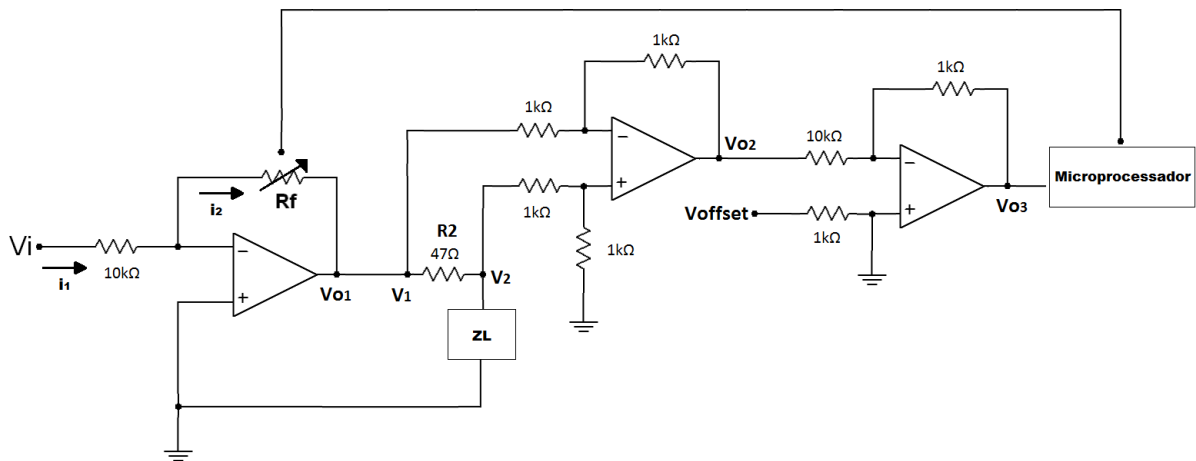 1kΩ
1kΩ
1kΩ
10kΩ
Vo2
Microprocessador
Rf
i2
1kΩ
Voffset
Vo3
R2
47Ω
1kΩ
1kΩ
Vi
i1
10kΩ
Vo1
V1
V2
ZL
− + − + − +